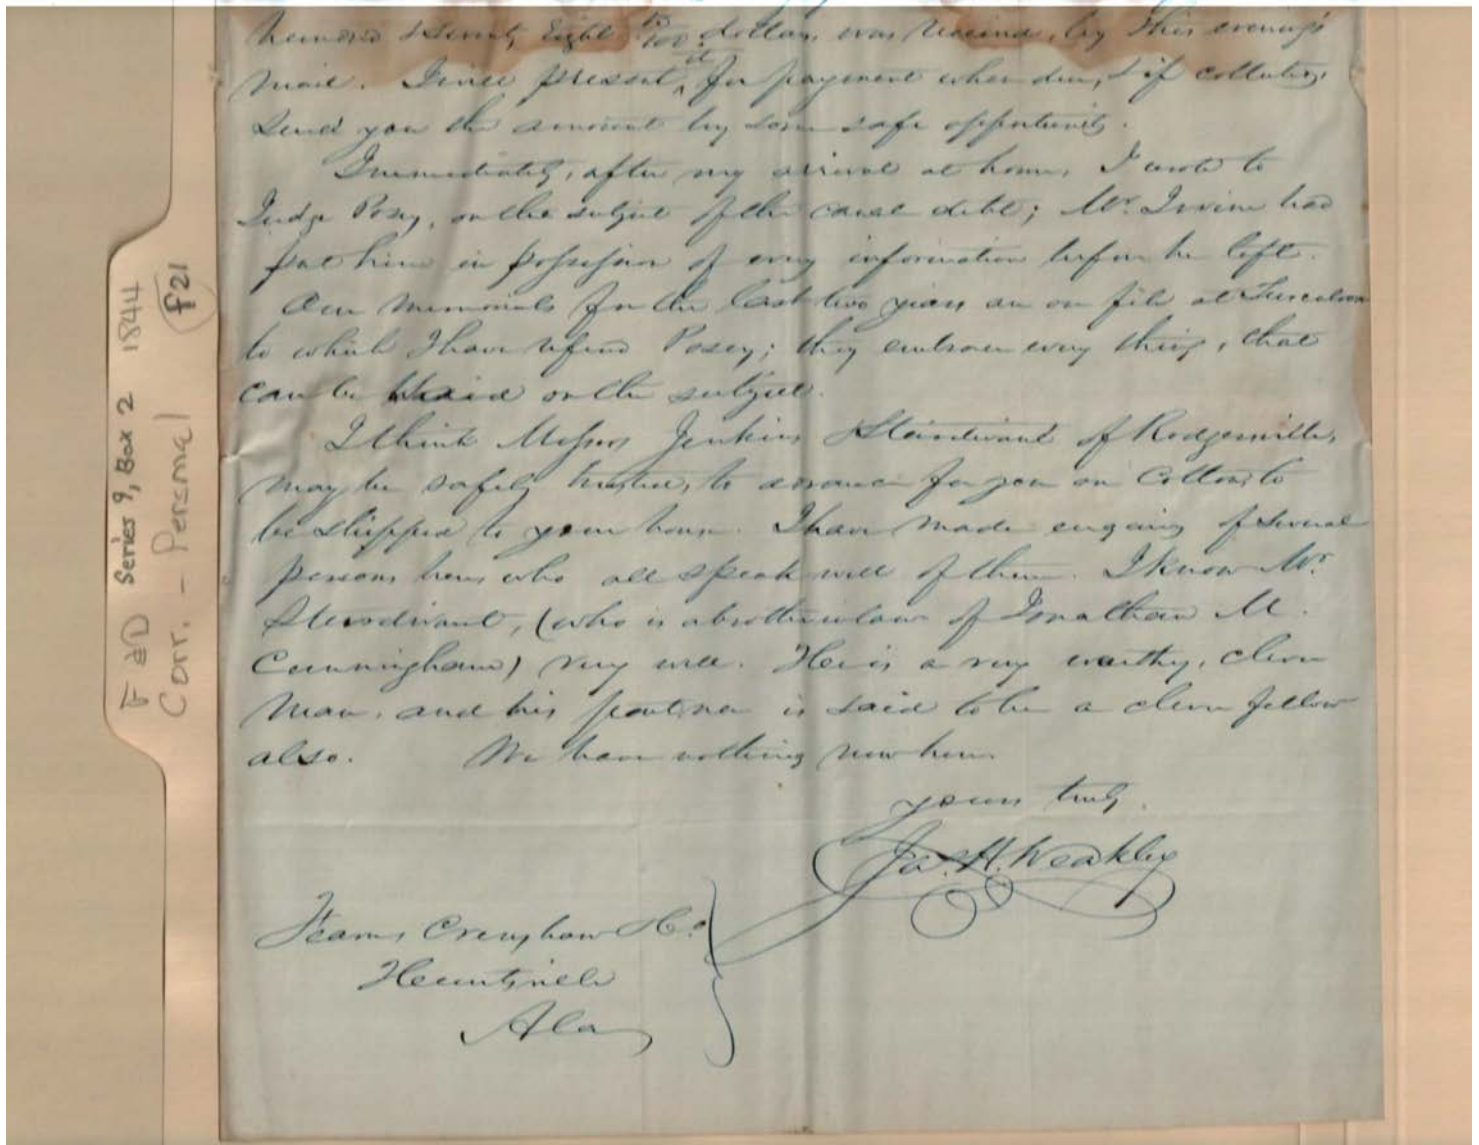 hundred & Seventy Eight 10/100 dollars was received, by this evenings
mail. I will present, it for payment when due, & if collected,
send you the amount by some safe opportunity.
Immediately, after my arrival at home, I wrote to
Judge Posey, on the subject of the canal debt; Mr. Irvine had
put him in possession of every information before he left.
Our memorials for the last two years are on file at Tuscaloosa
to which I have referred Posey; they embrace every thing, that
can be said on the subject.
I think Messrs Jenkins & Sturdivant of Rodgersville,
may be safely trusted, to advance for you on Cotton, to
be shipped to your house. I have made enquiry of several
persons here, who all speak well of them. I know Mr.
Sturdivant, (who is a brother in law of Jonathan M.
Cunningham) very well. He is a very worthy, clever
man, and his partner is said to be a clever fellow
also. We have nothing new here.
yours truly
Ja. H. Weakley
Fearns Crenshaw & Co.
Huntsville
Ala
F & D Series 9, Box 2 1844
Corr. - Personal f21